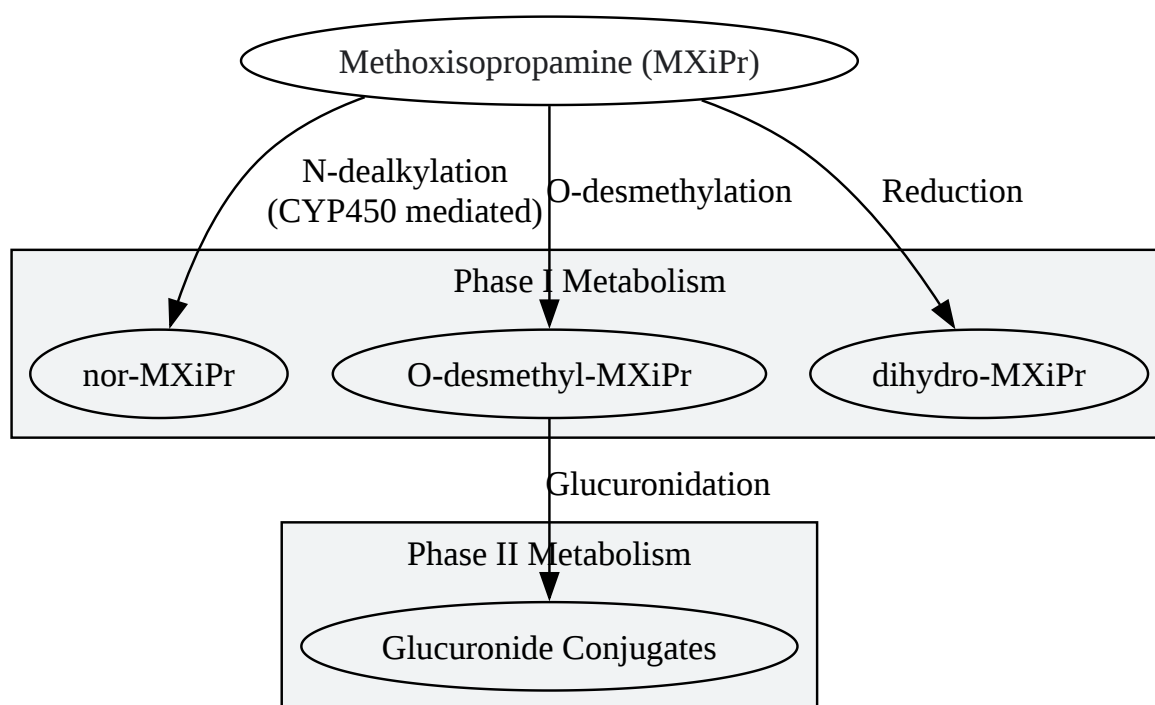 Methoxisopropamine (MXiPr)
N-dealkylation
(CYP450 mediated)
O-desmethylation
Reduction
Phase I Metabolism
nor-MXiPr
O-desmethyl-MXiPr
dihydro-MXiPr
Glucuronidation
Phase II Metabolism
Glucuronide Conjugates